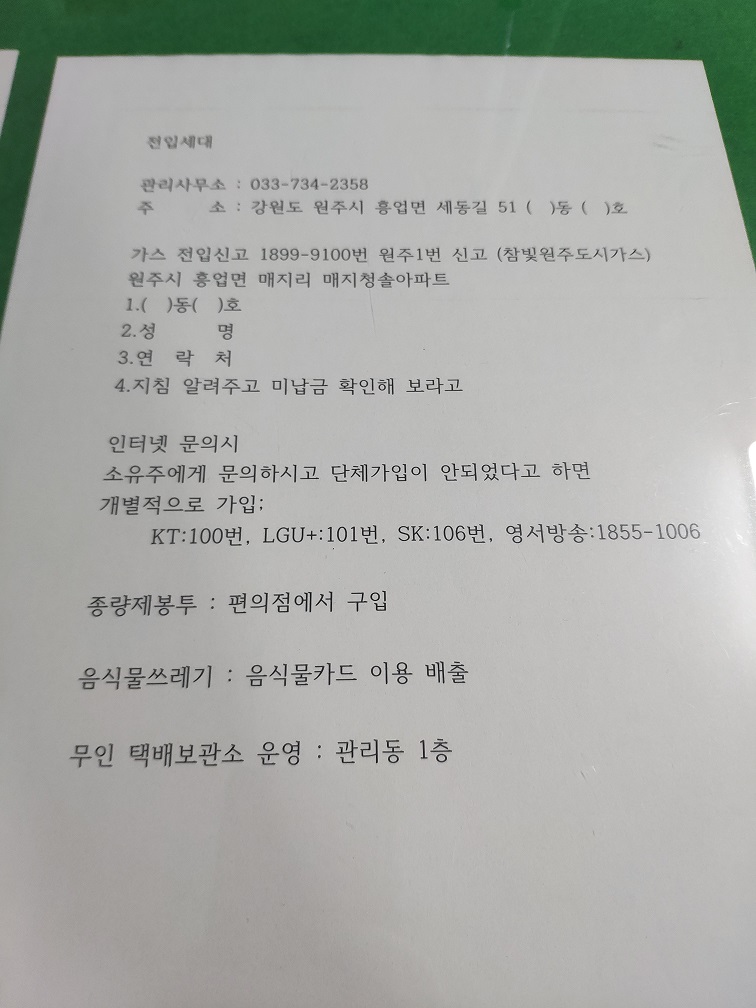 전입세대
관리사무소 : 033-734-2358
주 소 : 강원도 원주시 흥업면 세동길 51 ( )동 ( )호
가스 전입신고 1899-9100번 원주1번 신고 (참빛원주도시가스)
원주시 흥업면 매지리 매지청솔아파트
1.( )동( )호
2.성 명
3.연 락 처
4.지침 알려주고 미납금 확인해 보라고
인터넷 문의시
소유주에게 문의하시고 단체가입이 안되었다고 하면
개별적으로 가입;
KT:100번, LGU+:101번, SK:106번, 영서방송:1855-1006
종량제봉투 : 편의점에서 구입
음식물쓰레기 : 음식물카드 이용 배출
무인 택배보관소 운영 : 관리동 1층